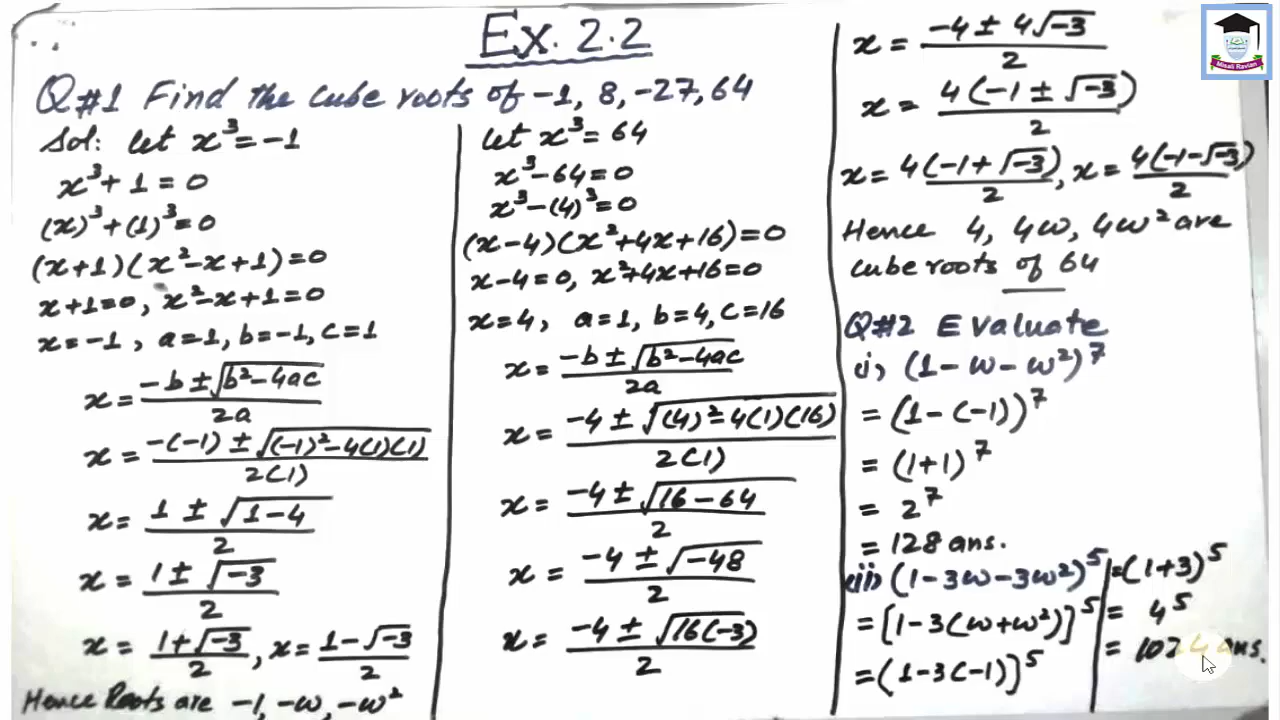 Ex. 2.2
Q#1 Find the cube roots of -1, 8, -27, 64
Sol: let x³ = -1
x³ + 1 = 0
(x)³ + (1)³ = 0
(x+1)(x²-x+1) = 0
x+1=0, x²-x+1=0
x=-1, a=1, b=-1, c=1
x = (-b ± √(b²-4ac))/2a
x = (-(-1) ± √((-1)²-4(1)(1)))/2(1)
x = (1 ± √(1-4))/2
x = (1 ± √-3)/2
x = (1+√-3)/2, x = (1-√-3)/2
Hence Roots are -1, -ω, -ω²
let x³ = 64
x³-64=0
x³-(4)³=0
(x-4)(x²+4x+16)=0
x-4=0, x²+4x+16=0
x=4, a=1, b=4, c=16
x = (-b ± √(b²-4ac))/2a
x = (-4 ± √((4)²-4(1)(16)))/2(1)
x = (-4 ± √(16-64))/2
x = (-4 ± √-48)/2
x = (-4 ± √(16(-3)))/2
x = (-4 ± 4√-3)/2
x = 4(-1 ± √-3)/2
x = 4(-1+√-3)/2, x = 4(-1-√-3)/2
Hence 4, 4ω, 4ω² are
cube roots of 64
Q#2 Evaluate
(i), (1-ω-ω²)⁷
= (1-(-1))⁷
= (1+1)⁷
= 2⁷
= 128 ans.
(ii) (1-3ω-3ω²)⁵
= [1-3(ω+ω²)]⁵
= (1-3(-1))]⁵
= (1+3)⁵
= 4⁵
= 1024 ans.
Misali Ravian